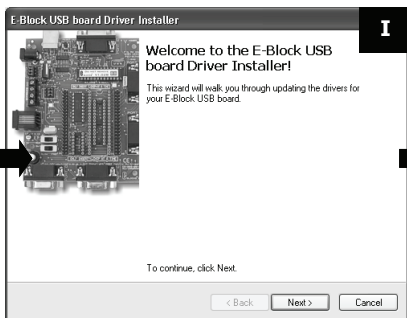 E-Block USB board Driver Installer
I
Welcome to the E-Block USB
board Driver Installer!
This wizard will walk you through updating the drivers for
your E-Block USB board.
To continue, click Next.
< Back
Next >
Cancel